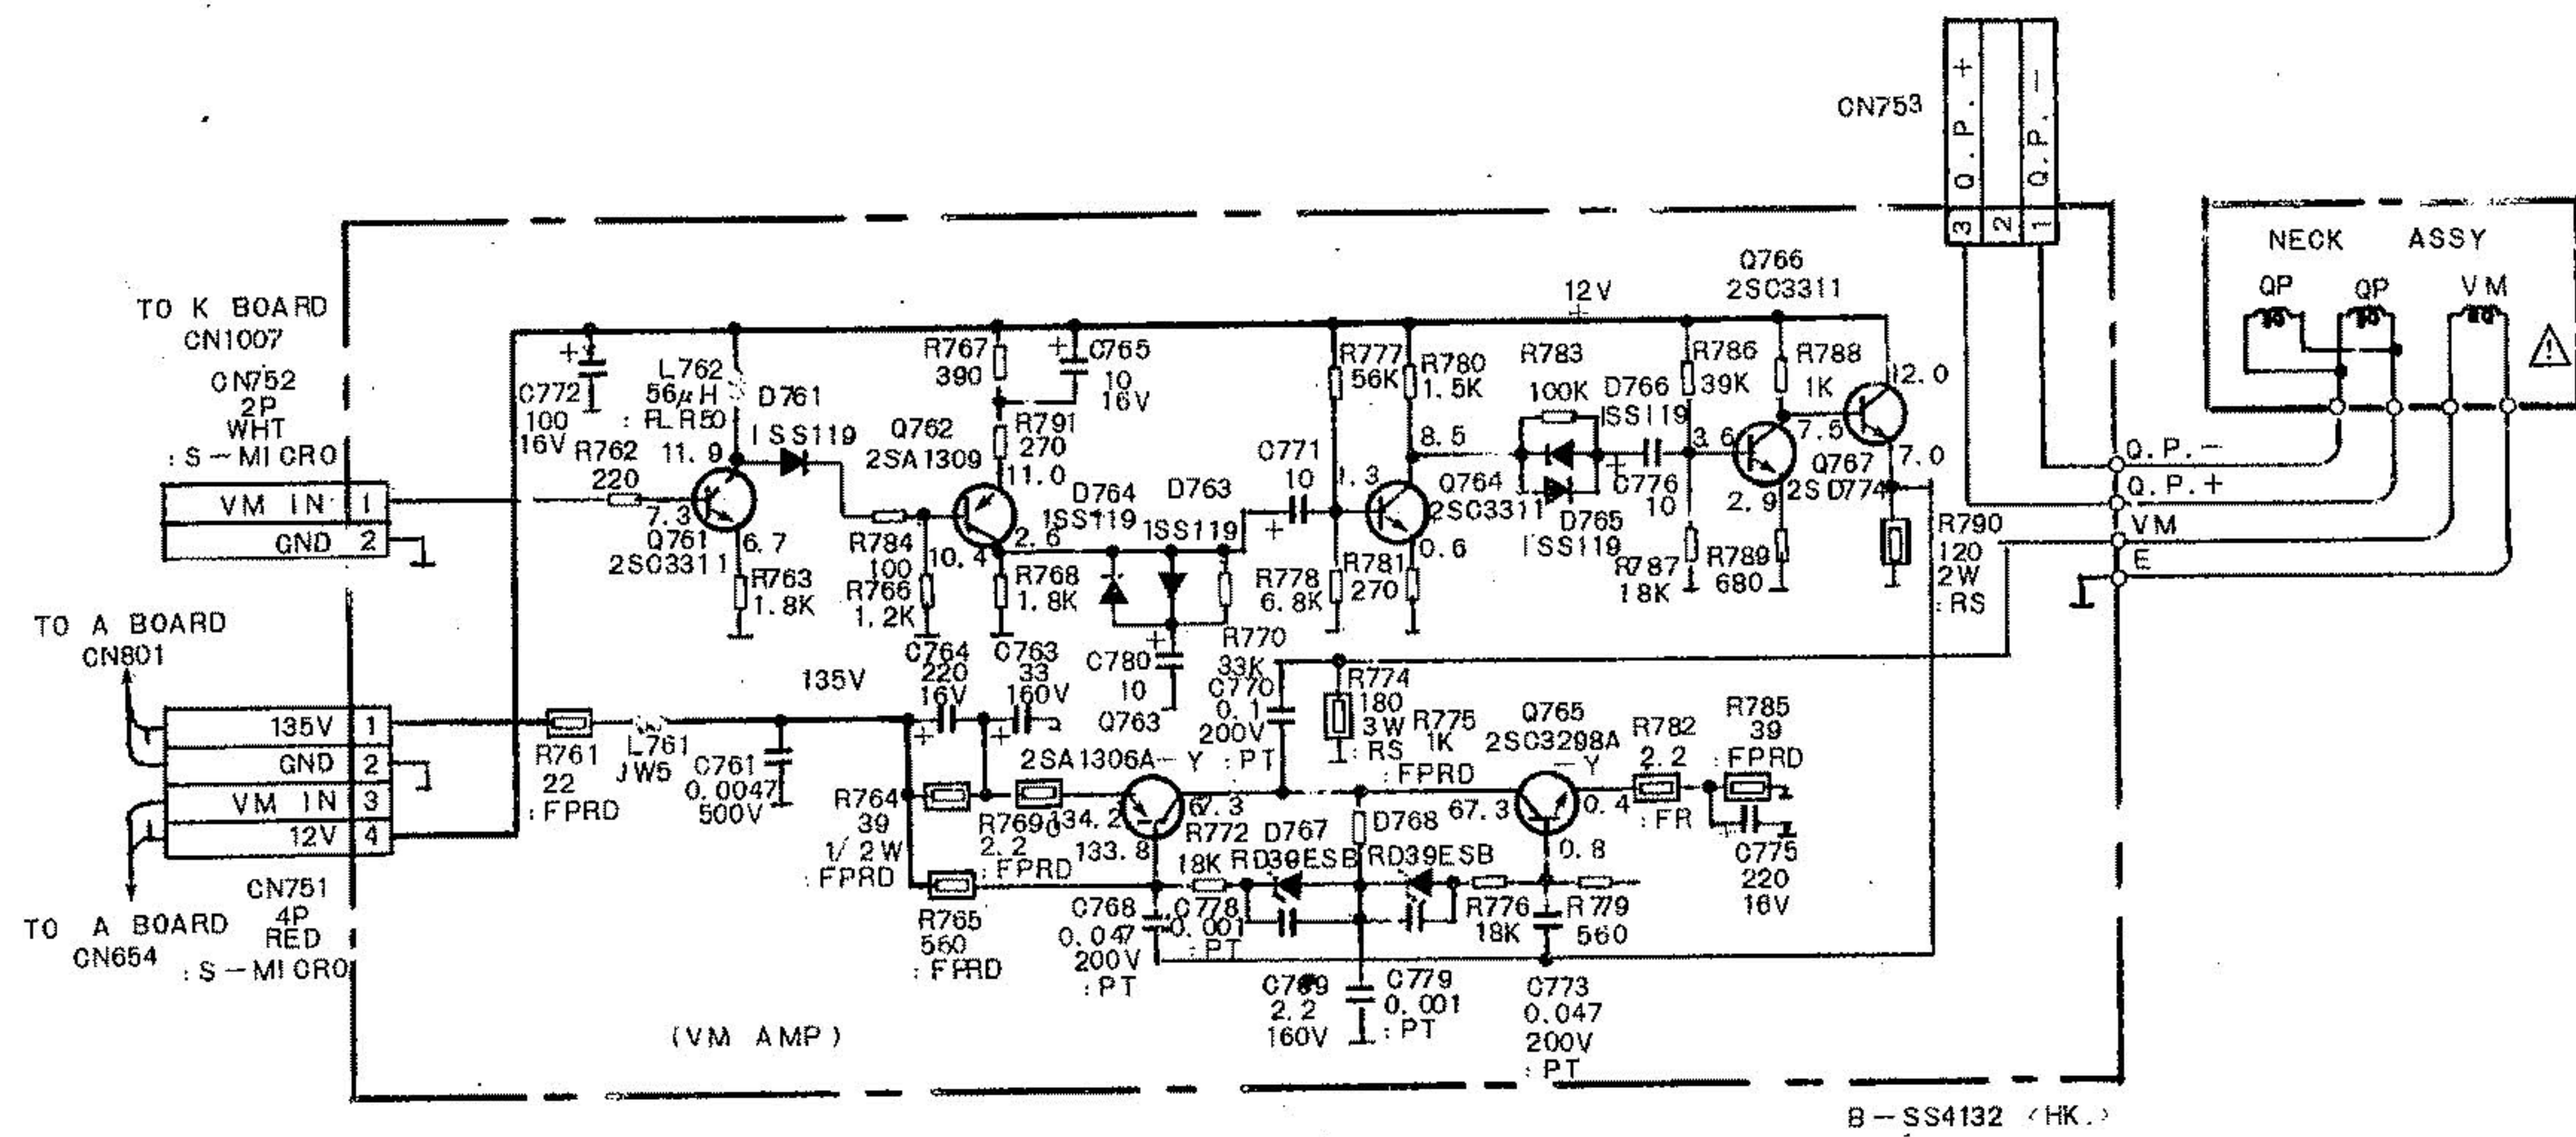 CN753
Q.P.+
Q.P.-
3
2
1
NECK ASSY
QP
QP
VM
Q766
2SC3311
12V
TO K BOARD
CN1007
CN752
2P
WHT
:S-MICRO
VM IN 1
GND 2
C772
100
16V
L762
56μH
:FLR50
D761
1SS119
R762
220
11.9
7.3
Q761
2SC3311
6.7
R763
1.8K
R767
390
C765
10
16V
Q762
2SA1309
R791
270
11.0
R784
100
10.4
2.6
R766
1.2K
R768
1.8K
D764
1SS119
D763
1SS119
C780
10
R770
33K
C771
10
R777
56K
R780
1.5K
1.3
8.5
Q764
2SC3311
0.6
R778
6.8K
R781
270
R783
100K
D766
1SS119
D765
1SS119
C776
10
R786
39K
3.6
R787
18K
R788
1K
7.5
2.9
R789
680
12.0
Q767
2SD774
7.0
R790
120
2W
:RS
Q.P.-
Q.P.+
VM
E
TO A BOARD
CN801
135V 1
GND 2
VM IN 3
12V 4
TO A BOARD
CN654
CN751
4P
RED
:S-MICRO
R761
22
:FPRD
L761
JW5
135V
C761
0.0047
500V
C764
220
16V
C763
33
160V
R764
39
1/2W
:FPRD
R769
2.2
:FPRD
R765
560
:FPRD
Q763
2SA1306A-Y
134.2
133.8
C770
0.1
200V
:PT
R774
180
3W
:RS
R775
1K
:FPRD
R772
18K
D767
RD39ESB
D768
RD39ESB
67.3
Q765
2SC3298A
-Y
0.4
0.8
R782
2.2
:FR
R785
39
:FPRD
C775
220
16V
C768
0.047
200V
:PT
C778
0.001
:PT
2.2
160V
C779
0.001
:PT
R776
18K
R779
560
C773
0.047
200V
:PT
(VM AMP)
B-SS4132 <HK.>